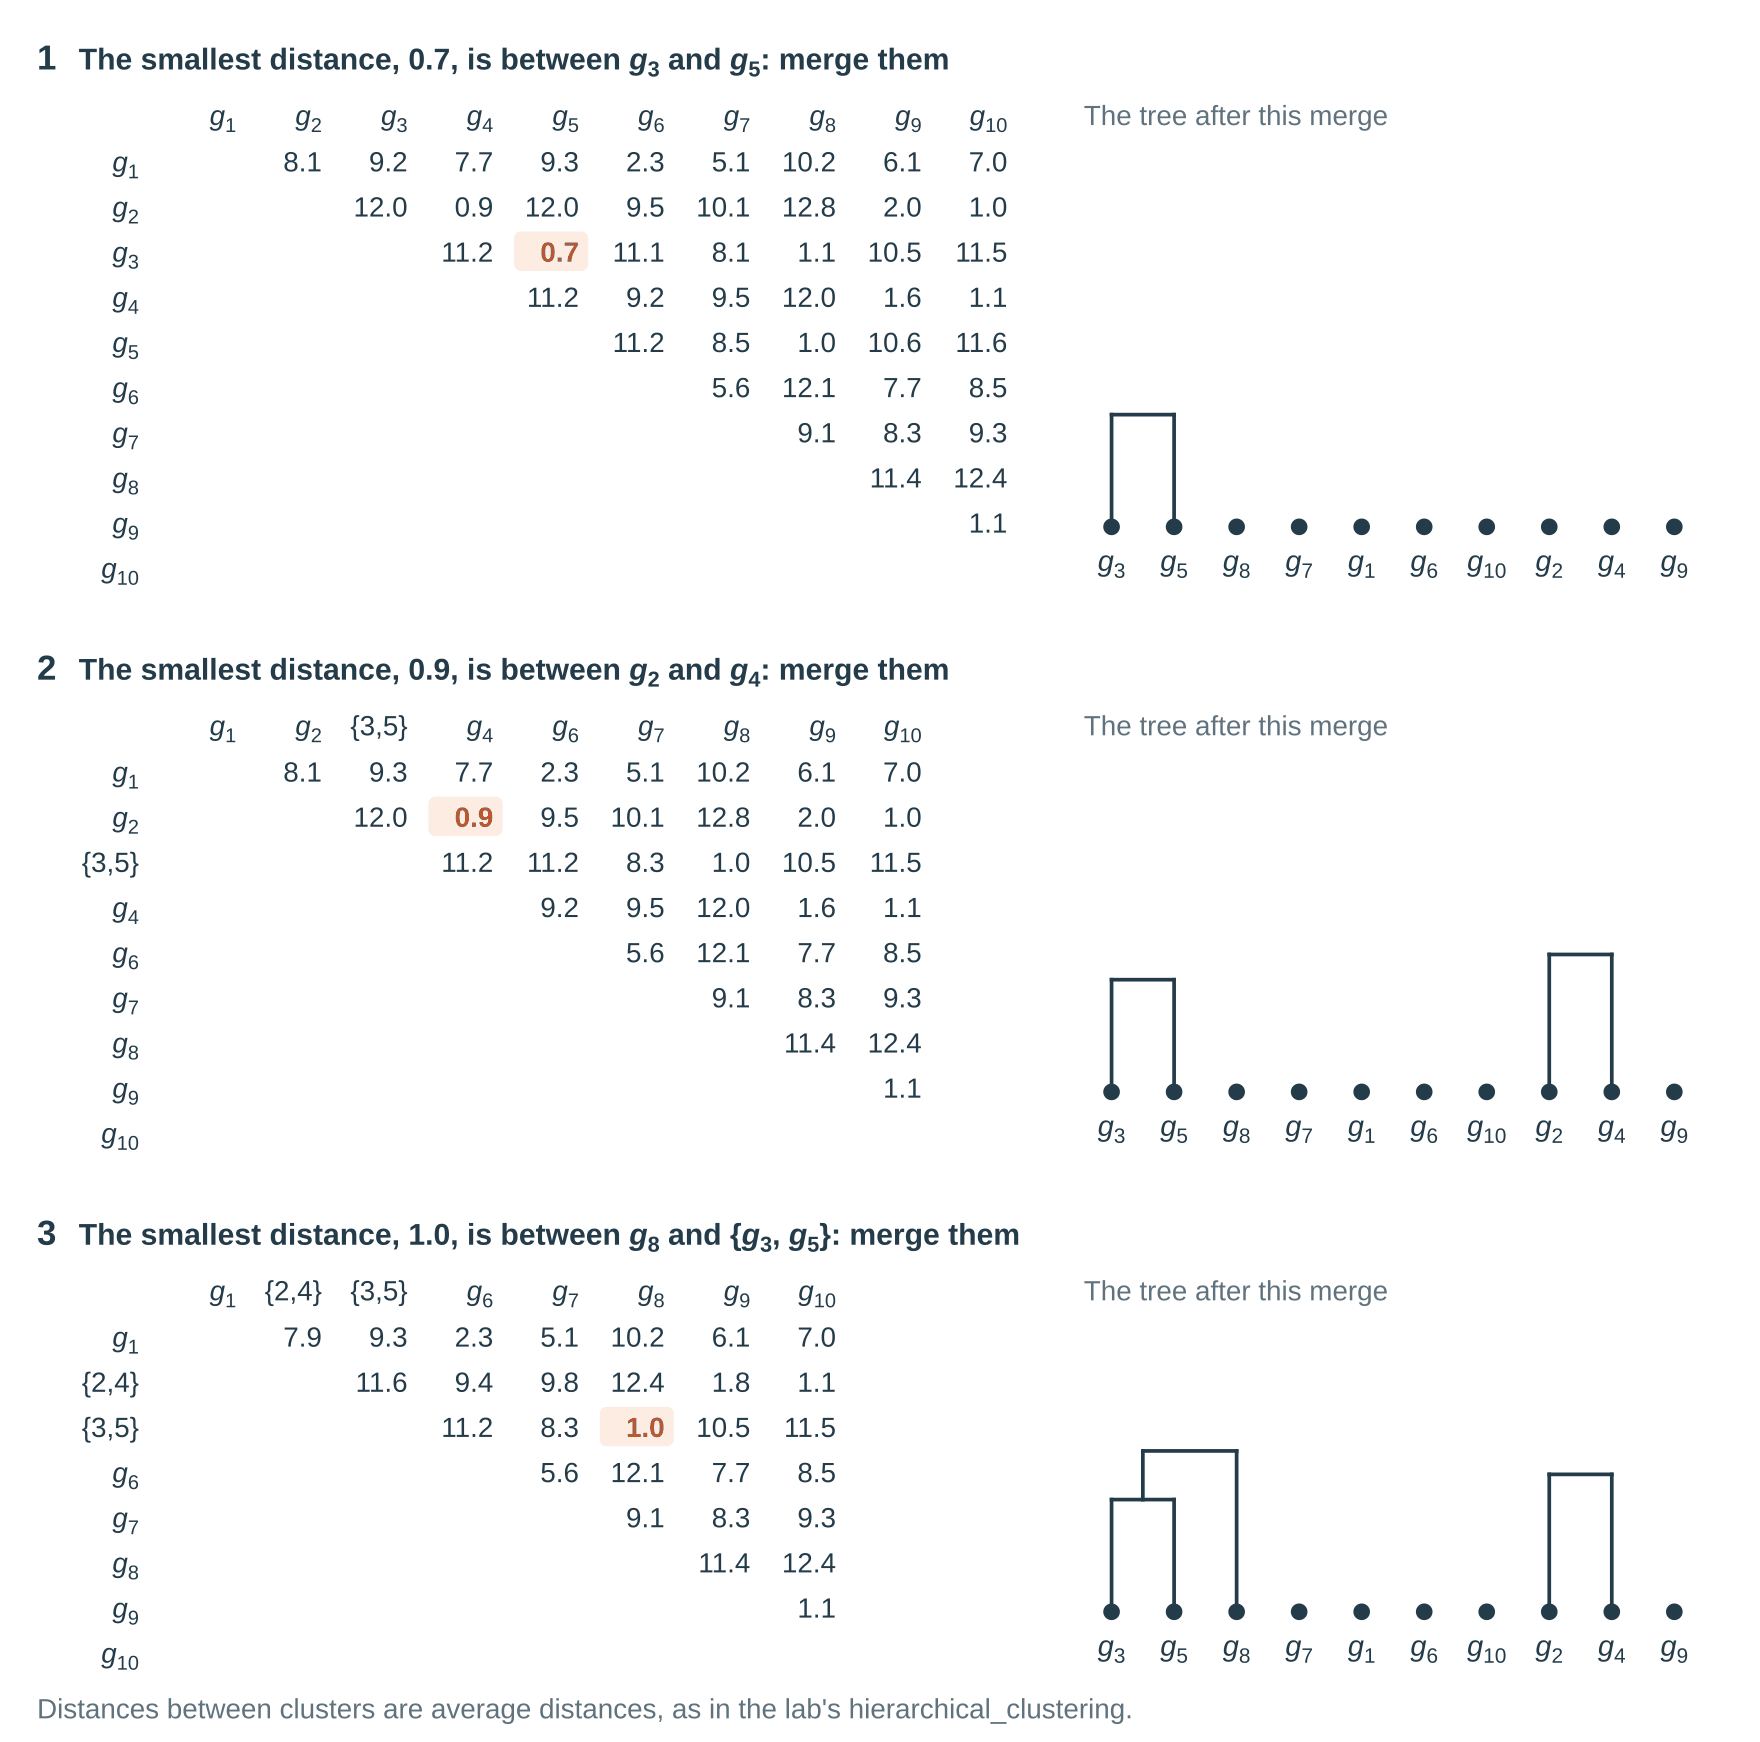 1 The smallest distance, 0.7, is between g3 and g5: merge them
g1 g2 g3 g4 g5 g6 g7 g8 g9 g10 The tree after this merge
g1 8.1 9.2 7.7 9.3 2.3 5.1 10.2 6.1 7.0
g2 12.0 0.9 12.0 9.5 10.1 12.8 2.0 1.0
g3 11.2 0.7 11.1 8.1 1.1 10.5 11.5
g4 11.2 9.2 9.5 12.0 1.6 1.1
g5 11.2 8.5 1.0 10.6 11.6
g6 5.6 12.1 7.7 8.5
g7 9.1 8.3 9.3
g8 11.4 12.4
g9 1.1
g10
g3 g5 g8 g7 g1 g6 g10 g2 g4 g9
2 The smallest distance, 0.9, is between g2 and g4: merge them
g1 g2 {3,5} g4 g6 g7 g8 g9 g10 The tree after this merge
g1 8.1 9.3 7.7 2.3 5.1 10.2 6.1 7.0
g2 12.0 0.9 9.5 10.1 12.8 2.0 1.0
{3,5} 11.2 11.2 8.3 1.0 10.5 11.5
g4 9.2 9.5 12.0 1.6 1.1
g6 5.6 12.1 7.7 8.5
g7 9.1 8.3 9.3
g8 11.4 12.4
g9 1.1
g10
g3 g5 g8 g7 g1 g6 g10 g2 g4 g9
3 The smallest distance, 1.0, is between g8 and {g3, g5}: merge them
g1 {2,4} {3,5} g6 g7 g8 g9 g10 The tree after this merge
g1 7.9 9.3 2.3 5.1 10.2 6.1 7.0
{2,4} 11.6 9.4 9.8 12.4 1.8 1.1
{3,5} 11.2 8.3 1.0 10.5 11.5
g6 5.6 12.1 7.7 8.5
g7 9.1 8.3 9.3
g8 11.4 12.4
g9 1.1
g10
g3 g5 g8 g7 g1 g6 g10 g2 g4 g9
Distances between clusters are average distances, as in the lab's hierarchical_clustering.